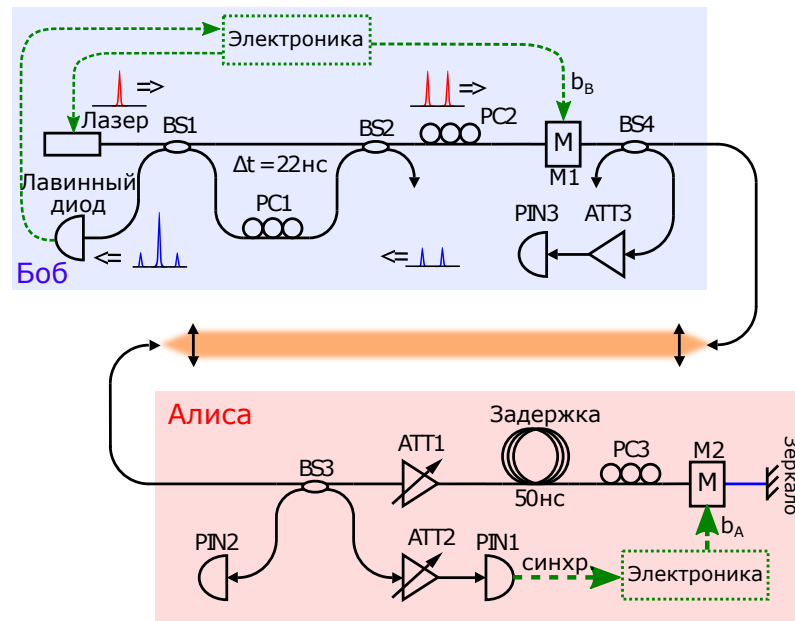 Электроника
=>
=>
b_B
Лазер
BS1
BS2
PC2
BS4
M
M1
Δt = 22нс
Лавинный
диод
PC1
PIN3
ATT3
<=
<=
Боб
Алиса
Задержка
ATT1
PC3
M2
Зеркало
BS3
M
50нс
b_A
PIN2
ATT2
PIN1
синхр.
Электроника